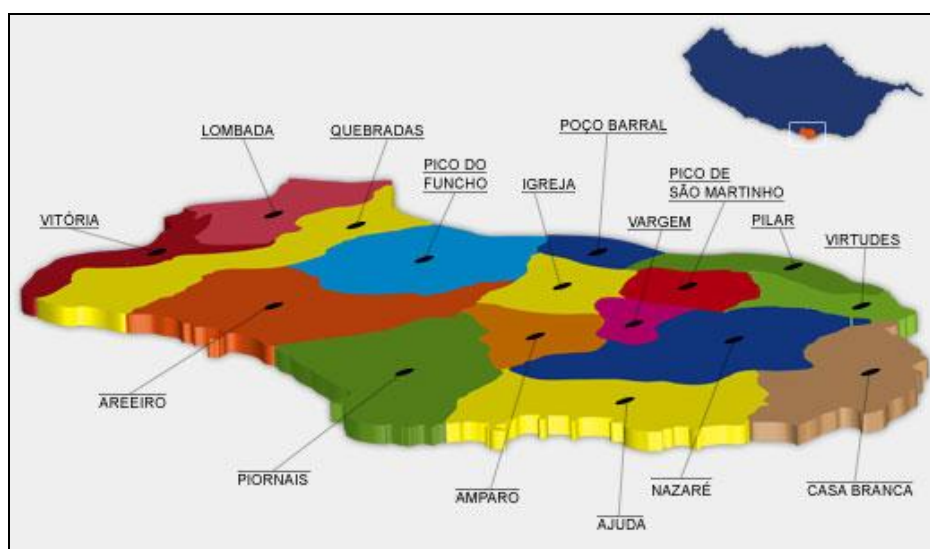 POÇO BARRAL
LOMBADA
QUEBRADAS
PICO DO
FUNCHO
IGREJA
PICO DE
SÃO MARTINHO
VITÓRIA
VARGEM
PILAR
VIRTUDES
AREEIRO
PIORNAIS
AMPARO
AJUDA
NAZARÉ
CASA BRANCA